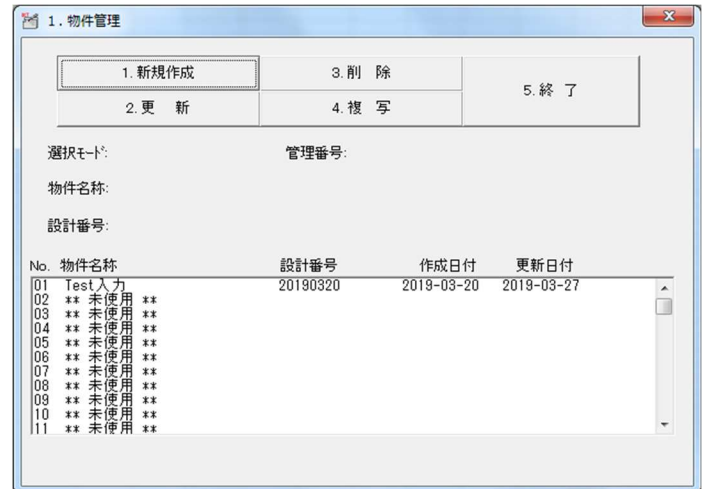 1.物件管理
1.新規作成 3.削 除
5.終 了
2.更 新 4.複 写
選択ﾓｰﾄﾞ: 管理番号:
物件名称:
設計番号:
No. 物件名称 設計番号 作成日付 更新日付
01 Test入力 20190320 2019-03-20 2019-03-27
02 ** 未使用 **
03 ** 未使用 **
04 ** 未使用 **
05 ** 未使用 **
06 ** 未使用 **
07 ** 未使用 **
08 ** 未使用 **
09 ** 未使用 **
10 ** 未使用 **
11 ** 未使用 **